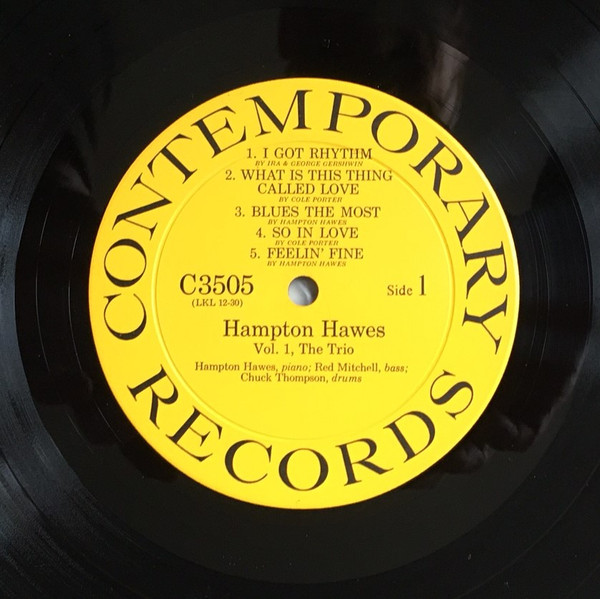 CONTEMPORARY
1. I GOT RHYTHM
BY IRA & GEORGE GERSHWIN
2. WHAT IS THIS THING
CALLED LOVE
BY COLE PORTER
3. BLUES THE MOST
BY HAMPTON HAWES
4. SO IN LOVE
BY COLE PORTER
5. FEELIN' FINE
BY HAMPTON HAWES
C3505
(LKL 12-30)
Side 1
Hampton Hawes
Vol. 1, The Trio
Hampton Hawes, piano; Red Mitchell, bass;
Chuck Thompson, drums
RECORDS